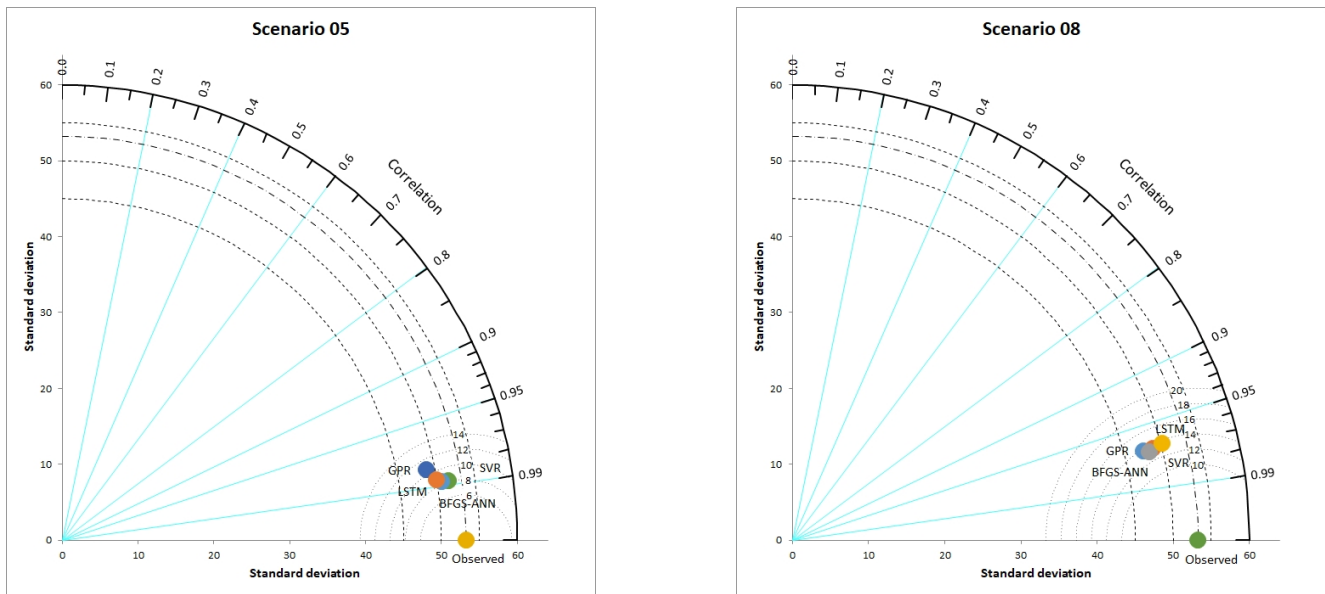 Scenario 05
0.0
0.1
0.2
0.3
0.4
0.5
0.6
0.7
0.8
0.9
0.95
0.99
Correlation
60
50
40
30
20
10
0
Standard deviation
14
12
10
8
6
GPR
SVR
LSTM
BFGS-ANN
Observed
0 10 20 30 40 50 60
Standard deviation
Scenario 08
0.0
0.1
0.2
0.3
0.4
0.5
0.6
0.7
0.8
0.9
0.95
0.99
Correlation
60
50
40
30
20
10
0
Standard deviation
20
18
16
14
12
10
LSTM
GPR
SVR
BFGS-ANN
Observed
0 10 20 30 40 50 60
Standard deviation